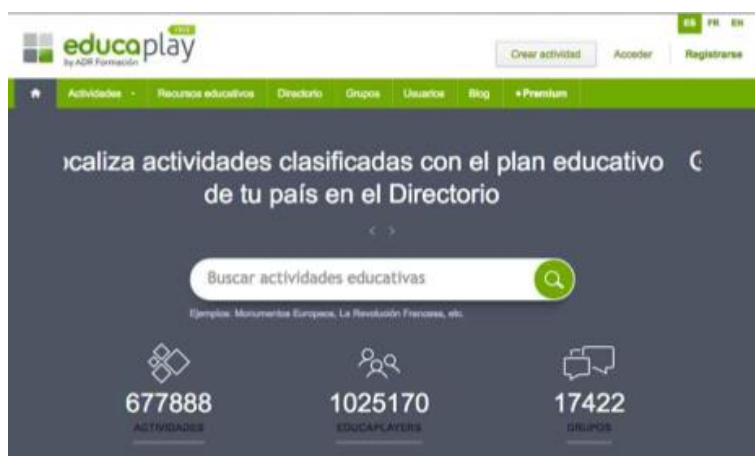 ES FR EN
educaplay
by ADR Formación
Crear actividad Acceder Registrarse
Actividades Recursos educativos Directorio Grupos Usuarios Blog +Premium
ocaliza actividades clasificadas con el plan educativo
de tu país en el Directorio
Buscar actividades educativas
Ejemplos: Monumentos Europeos, La Revolución Francesa, etc.
677888 1025170 17422
ACTIVIDADES EDUCAPLAYERS GRUPOS